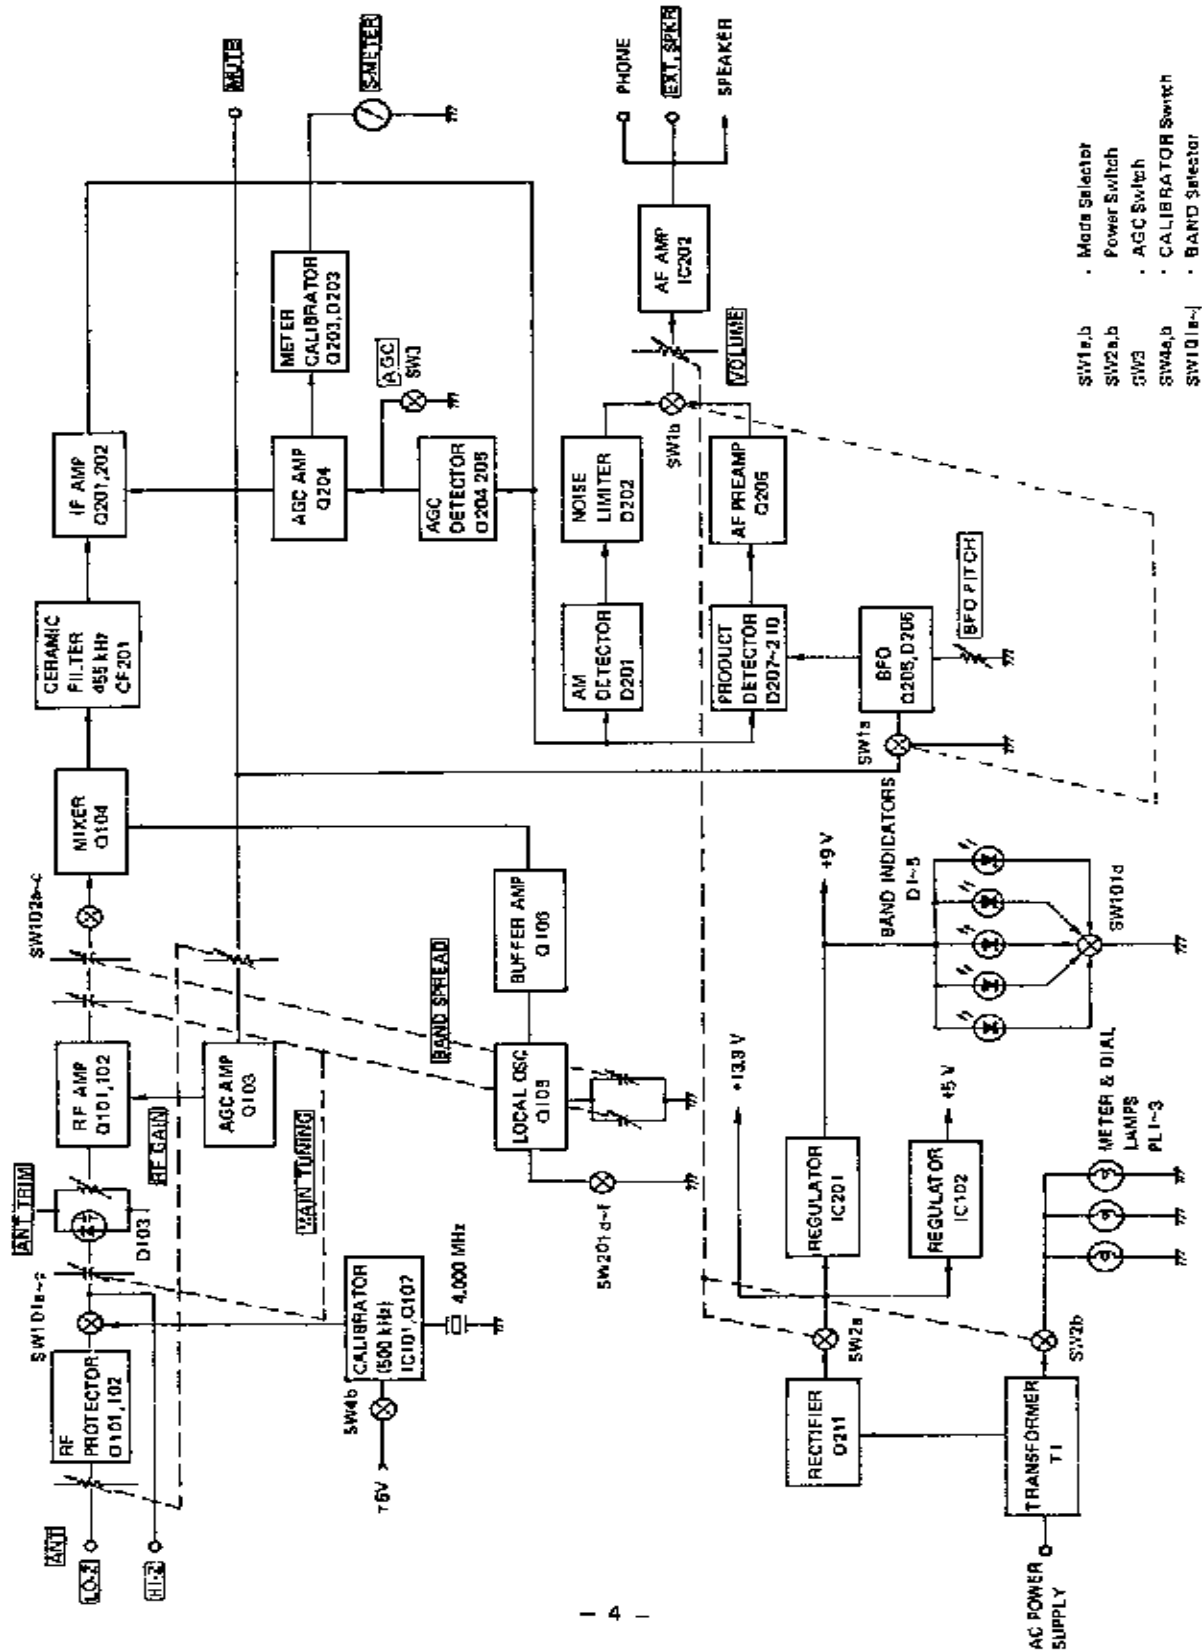 ANT
LO-Z
HI-Z
RF
PROTECTOR
D101,102
SW101a~c
ANT TRIM
D103
RF AMP
Q101,102
SW102a~c
MIXER
Q104
CERAMIC
FILTER
455 kHz
CF201
IF AMP
Q201,202
MUTE
RF GAIN
AGC AMP
Q103
MAIN TUNING
AGC AMP
Q204
METER
CALIBRATOR
Q203,D203
S-METER
AGC
SW3
AGC
DETECTOR
D204,205
+5V
SW4b
CALIBRATOR
(500 kHz)
IC101,Q107
4.000 MHz
BAND SPREAD
LOCAL OSC
Q105
SW201d~f
BUFFER AMP
Q106
AM
DETECTOR
D201
NOISE
LIMITER
D202
PRODUCT
DETECTOR
D207~210
AF PREAMP
Q206
SW1b
VOLUME
AF AMP
IC202
PHONE
EXT. SPKR
SPEAKER
SW1a
BFO
Q205,D206
BFO PITCH
AC POWER
SUPPLY
TRANSFORMER
T1
RECTIFIER
D211
SW2a
SW2b
+13.8 V
REGULATOR
IC201
+9 V
REGULATOR
IC102
+5 V
METER & DIAL
LAMPS
PL1~3
BAND INDICATORS
D1~5
SW101d
SW1a,b . Mode Selector
SW2a,b Power Switch
SW3 . AGC Switch
SW4a,b . CALIBRATOR Switch
SW101a~j . BAND Selector
– 4 –